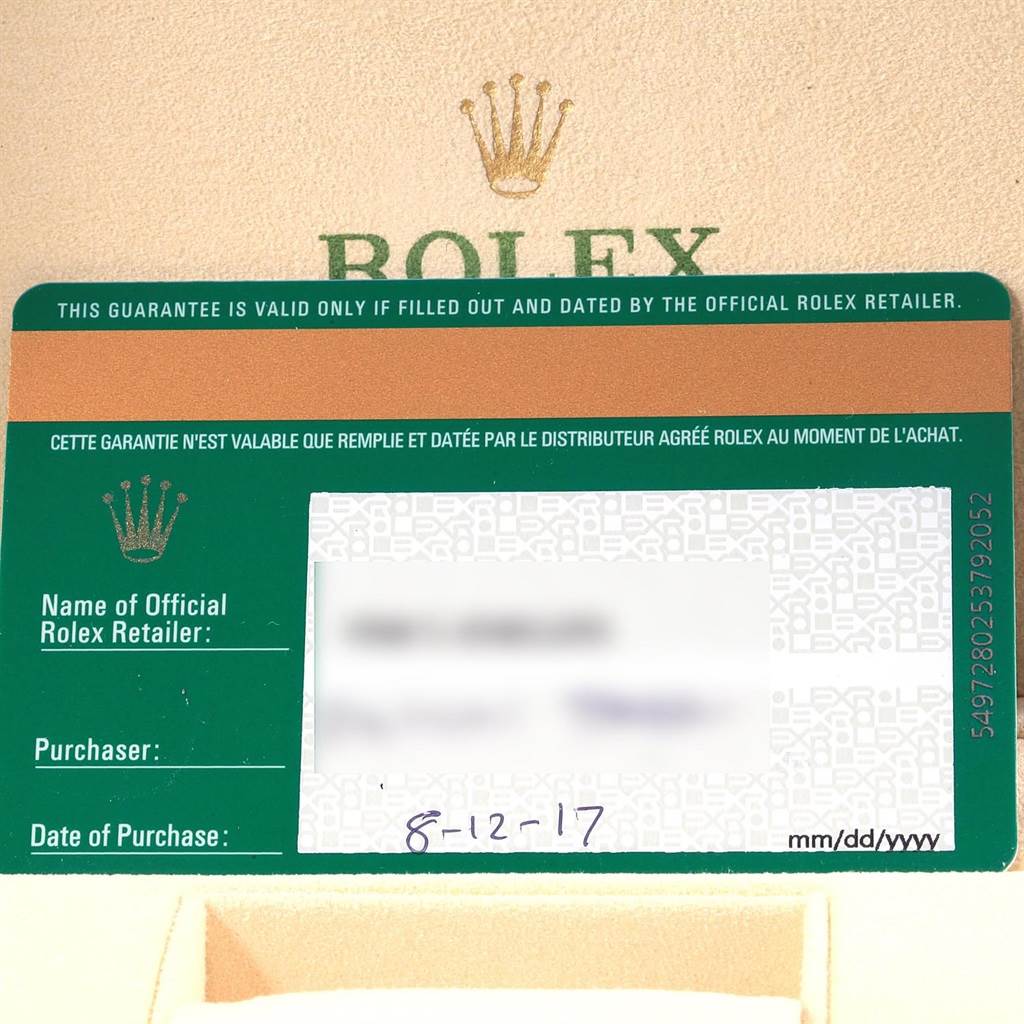 ROLEX
THIS GUARANTEE IS VALID ONLY IF FILLED OUT AND DATED BY THE OFFICIAL ROLEX RETAILER.
CETTE GARANTIE N'EST VALABLE QUE REMPLIE ET DATÉE PAR LE DISTRIBUTEUR AGRÉÉ ROLEX AU MOMENT DE L'ACHAT.
Name of Official
Rolex Retailer:
Purchaser:
Date of Purchase:
8-12-17
mm/dd/yyyy
5497280253792052